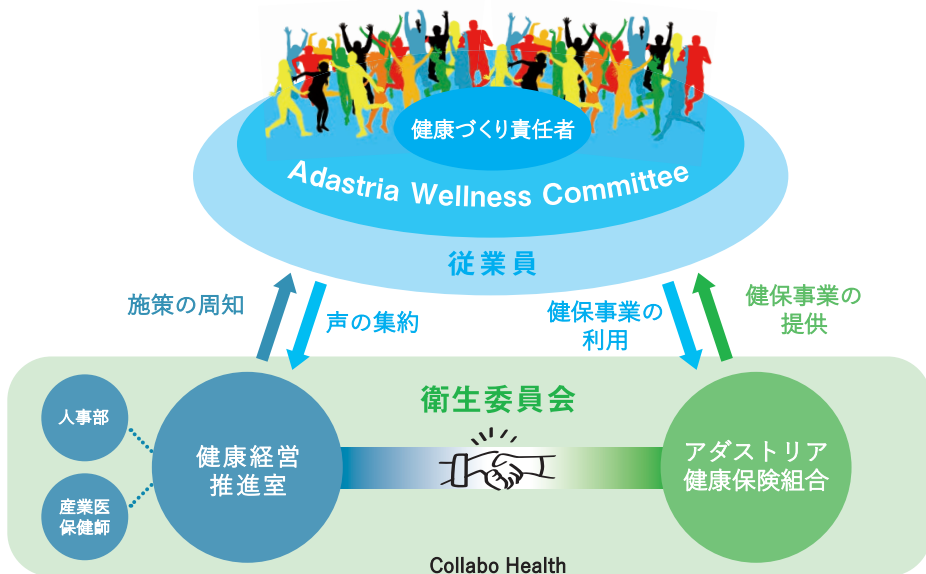 健康づくり責任者
Adastria Wellness Committee
従業員
施策の周知
声の集約
健保事業の
利用
健保事業の
提供
衛生委員会
人事部
産業医
保健師
健康経営
推進室
アダストリア
健康保険組合
Collabo Health